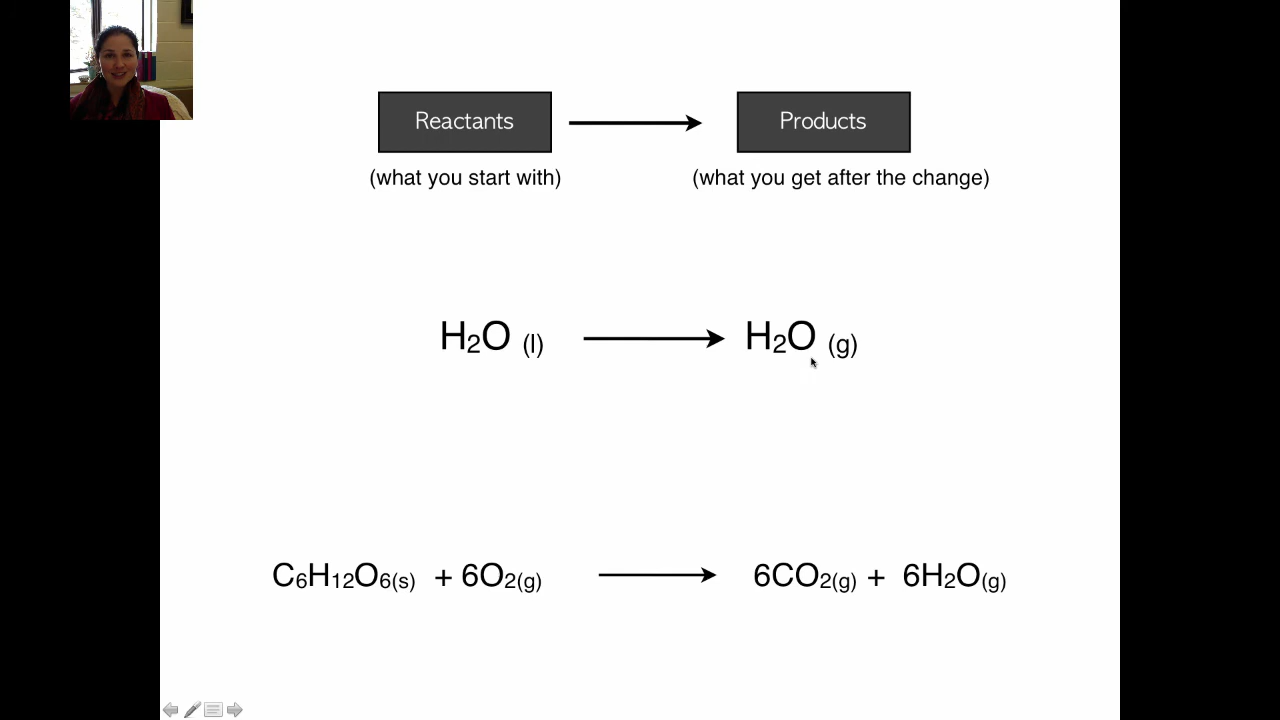 Reactants → Products
(what you start with) (what you get after the change)
H₂O (l) → H₂O (g)
C₆H₁₂O₆(s) + 6O₂(g) → 6CO₂(g) + 6H₂O(g)